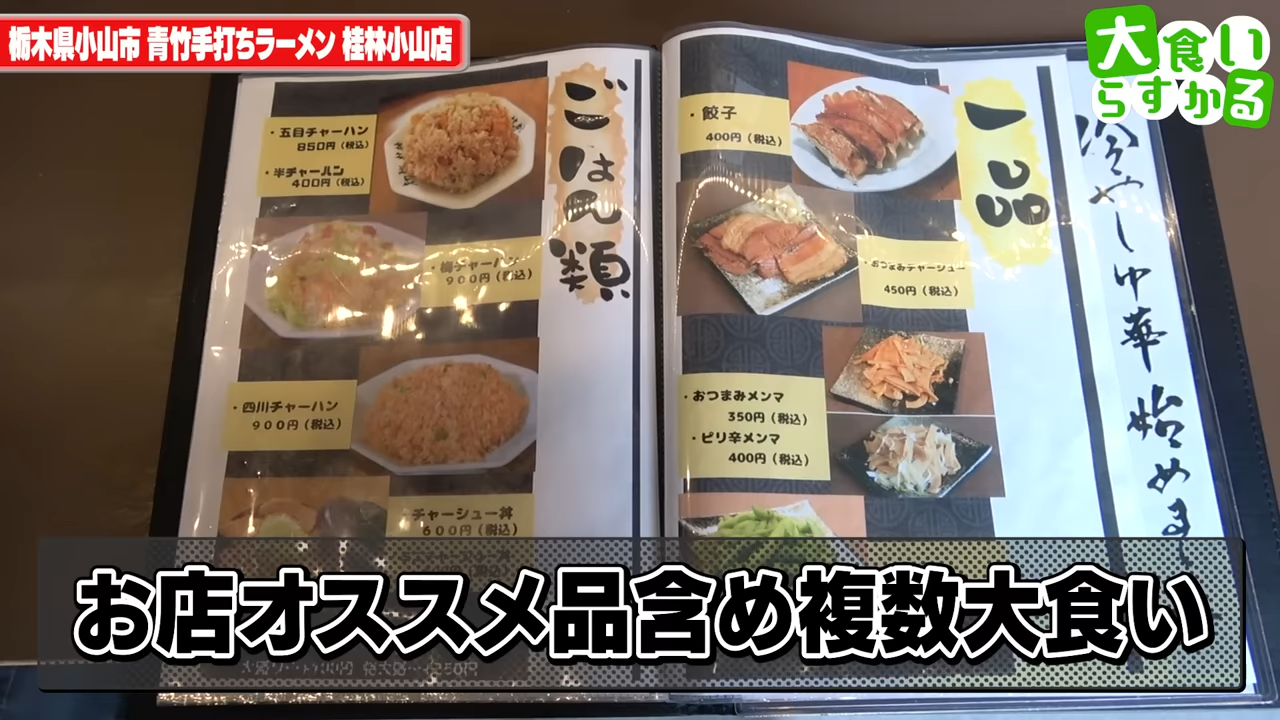 栃木県小山市 青竹手打ちラーメン 桂林小山店
大食い
らすかる
ごはん類
・五目チャーハン
850円(税込)
・半チャーハン
400円(税込)
・梅チャーハン
900円(税込)
・四川チャーハン
900円(税込)
・チャーシュー丼
600円(税込)
一品
・餃子
400円(税込)
・おつまみチャーシュー
450円(税込)
・おつまみメンマ
350円(税込)
・ピリ辛メンマ
400円(税込)
冷やし中華始めま
お店オススメ品含め複数大食い